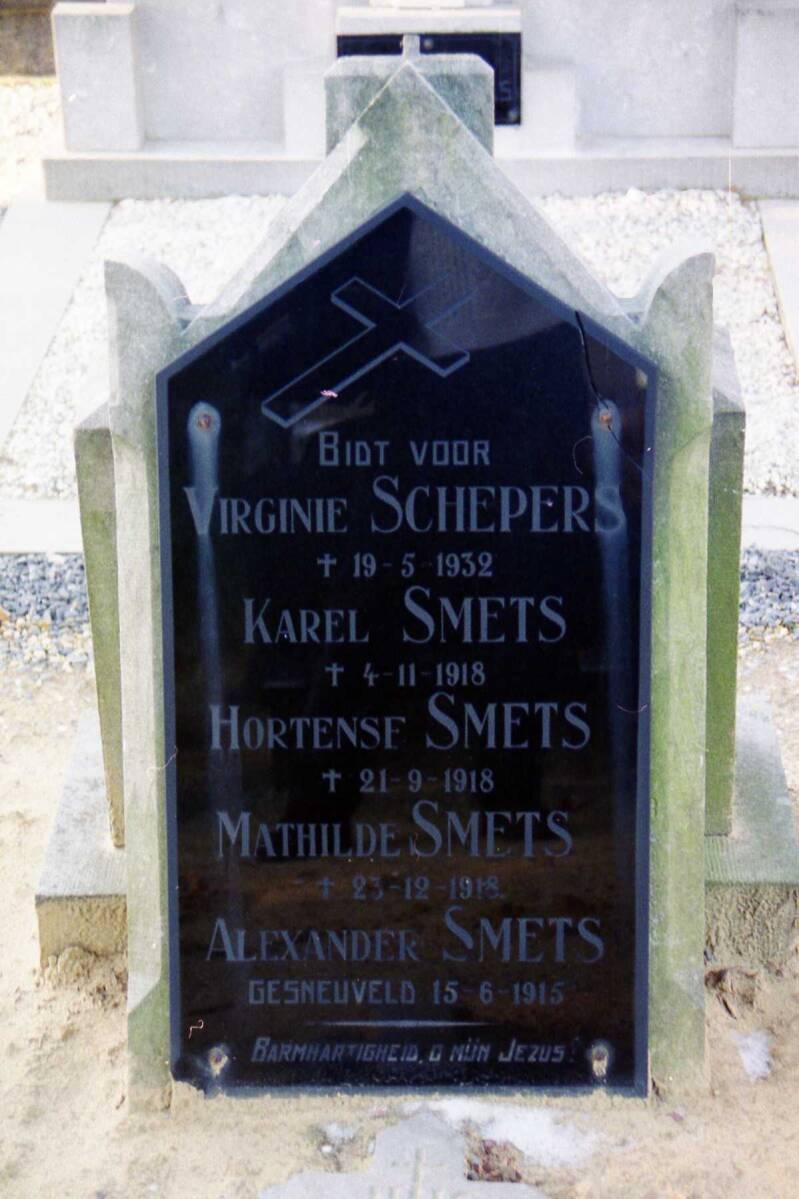 BIDT VOOR
VIRGINIE SCHEPERS
✝ 19-5-1932
KAREL SMETS
✝ 4-11-1918
HORTENSE SMETS
✝ 21-9-1918
MATHILDE SMETS
✝ 23-12-1918.
ALEXANDER SMETS
GESNEUVELD 15-6-1915
BARMHARTIGHEID, O MIJN JEZUS!